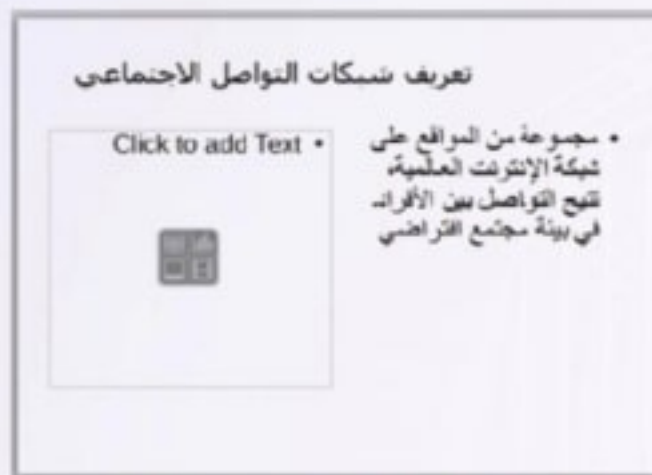 تعريف شبكات التواصل الاجتماعي
• مجموعة من المواقع على
شبكة الإنترنت العالمية،
تتيح التواصل بين الأفراد
في بيئة مجتمع افتراضي
Click to add Text •